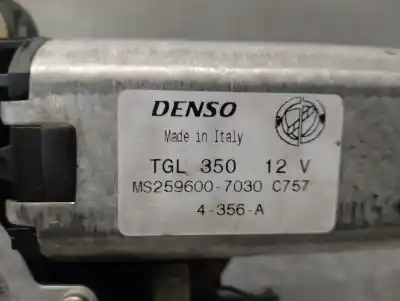 DENSO
Made in Italy
TGL 350 12 V
MS259600-7030 C757
4-356-A